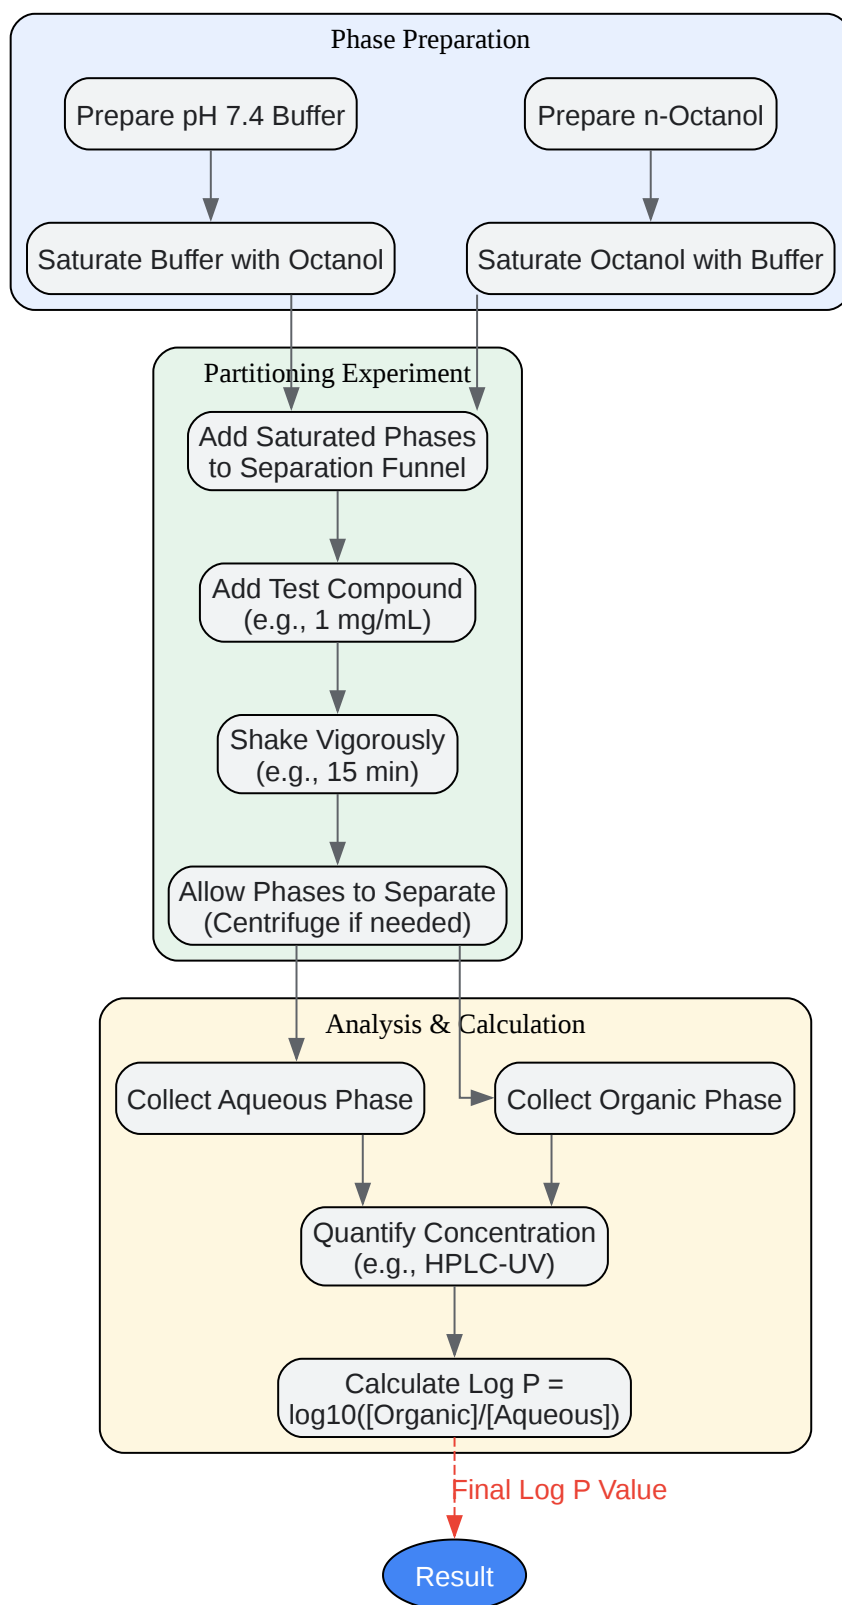 Phase Preparation
Prepare pH 7.4 Buffer
Prepare n-Octanol
Saturate Buffer with Octanol
Saturate Octanol with Buffer
Partitioning Experiment
Add Saturated Phases
to Separation Funnel
Add Test Compound
(e.g., 1 mg/mL)
Shake Vigorously
(e.g., 15 min)
Allow Phases to Separate
(Centrifuge if needed)
Analysis & Calculation
Collect Aqueous Phase
Collect Organic Phase
Quantify Concentration
(e.g., HPLC-UV)
Calculate Log P =
log10([Organic]/[Aqueous])
Final Log P Value
Result